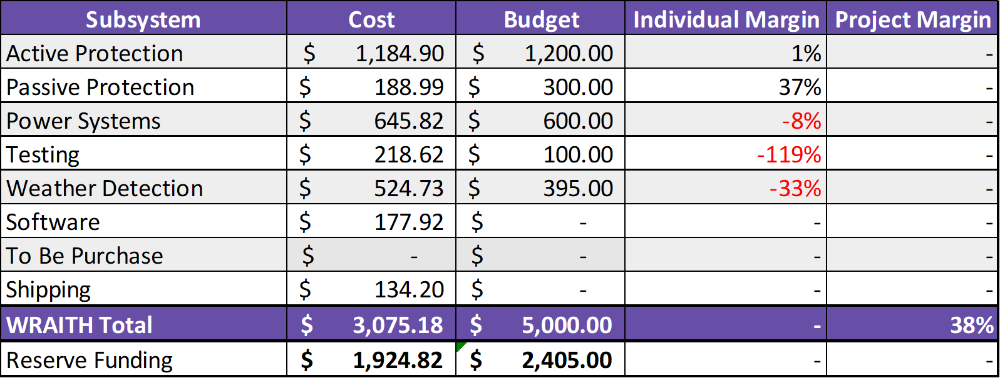 Subsystem Cost Budget Individual Margin Project Margin
Active Protection $ 1,184.90 $ 1,200.00 1% -
Passive Protection $ 188.99 $ 300.00 37% -
Power Systems $ 645.82 $ 600.00 -8% -
Testing $ 218.62 $ 100.00 -119% -
Weather Detection $ 524.73 $ 395.00 -33% -
Software $ 177.92 $ - - -
To Be Purchase $ - $ - - -
Shipping $ 134.20 $ - - -
WRAITH Total $ 3,075.18 $ 5,000.00 - 38%
Reserve Funding $ 1,924.82 $ 2,405.00 - -